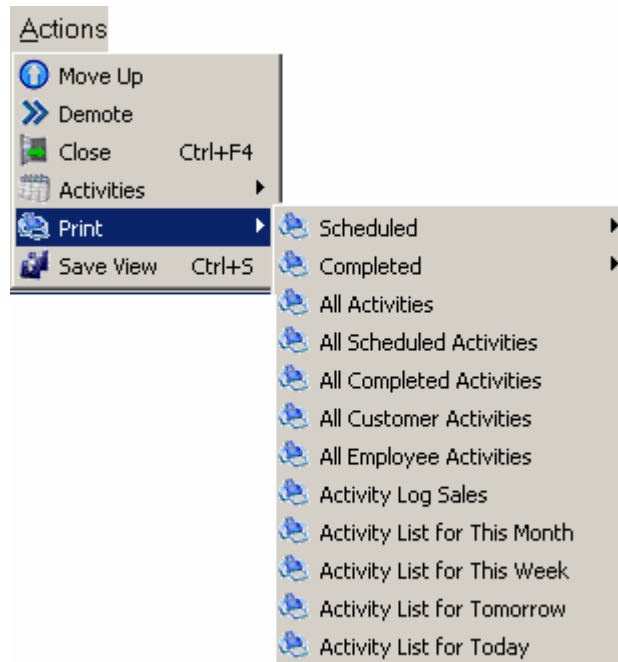 Actions
Move Up
Demote
Close Ctrl+F4
Activities
Print
Save View Ctrl+S
Scheduled
Completed
All Activities
All Scheduled Activities
All Completed Activities
All Customer Activities
All Employee Activities
Activity Log Sales
Activity List for This Month
Activity List for This Week
Activity List for Tomorrow
Activity List for Today